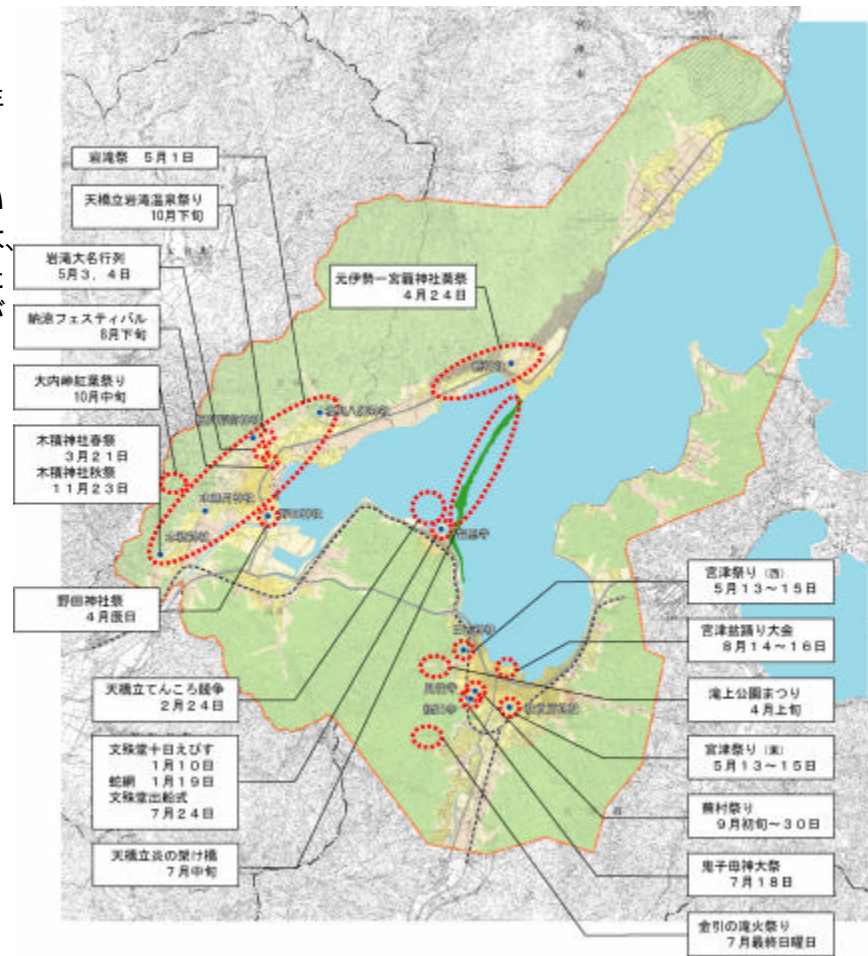 岩滝祭　５月１日
天橋立岩滝温泉祭り
10月下旬
岩滝大名行列
５月３．４日
納涼フェスティバル
8月下旬
大内峠紅葉祭り
10月中旬
木積神社春祭
３月２１日
木積神社秋祭
１１月２３日
野田神社祭
４月辰日
天橋立てんころ競争
２月２４日
文殊堂十日えびす
１月１０日
蛇綱　１月１９日
文殊堂出船式
７月２４日
天橋立炎の架け橋
７月中旬
元伊勢一宮籠神社葵祭
４月２４日
智恩寺
宮津祭り（西）
５月１３～１５日
宮津盆踊り大会
８月１４～１６日
滝上公園まつり
４月上旬
宮津祭り（東）
５月１３～１５日
蕪村祭り
９月初旬～３０日
鬼子母神大祭
７月１８日
金引の滝火祭り
７月最終日曜日